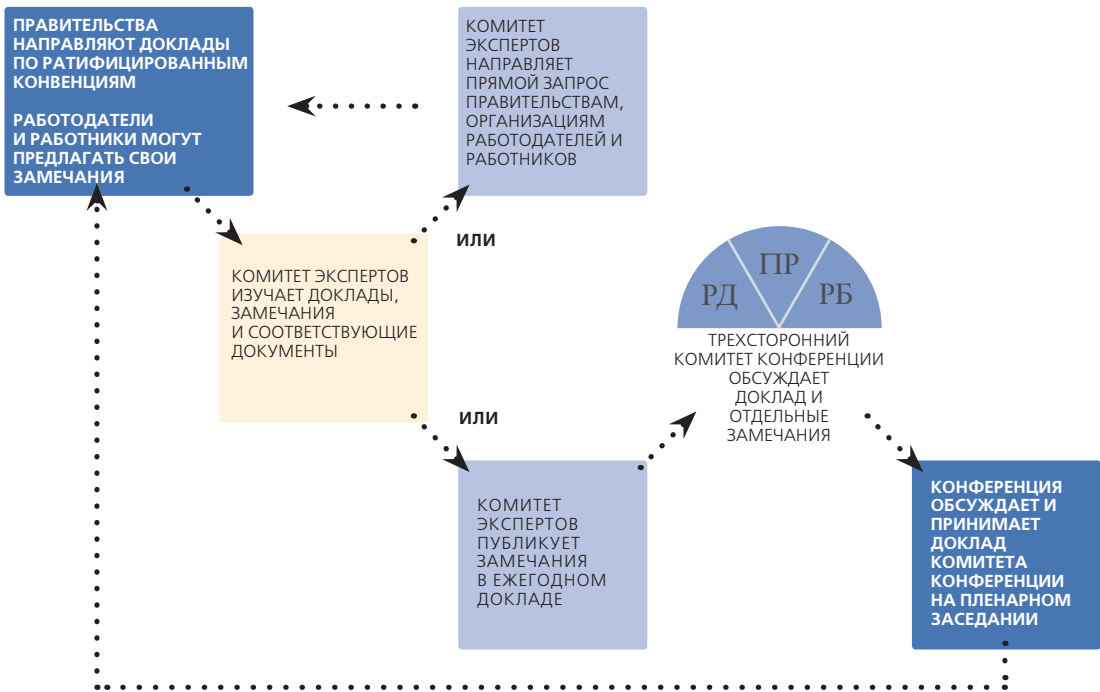 ПРАВИТЕЛЬСТВА
НАПРАВЛЯЮТ ДОКЛАДЫ
ПО РАТИФИЦИРОВАННЫМ
КОНВЕНЦИЯМ
РАБОТОДАТЕЛИ
И РАБОТНИКИ МОГУТ
ПРЕДЛАГАТЬ СВОИ
ЗАМЕЧАНИЯ
КОМИТЕТ
ЭКСПЕРТОВ
НАПРАВЛЯЕТ
ПРЯМОЙ ЗАПРОС
ПРАВИТЕЛЬСТВАМ,
ОРГАНИЗАЦИЯМ
РАБОТОДАТЕЛЕЙ И
РАБОТНИКОВ
ИЛИ
КОМИТЕТ ЭКСПЕРТОВ
ИЗУЧАЕТ ДОКЛАДЫ,
ЗАМЕЧАНИЯ
И СООТВЕТСТВУЮЩИЕ
ДОКУМЕНТЫ
ИЛИ
КОМИТЕТ
ЭКСПЕРТОВ
ПУБЛИКУЕТ
ЗАМЕЧАНИЯ
В ЕЖЕГОДНОМ
ДОКЛАДЕ
РД ПР РБ
ТРЕХСТОРОННИЙ
КОМИТЕТ КОНФЕРЕНЦИИ
ОБСУЖДАЕТ
ДОКЛАД И
ОТДЕЛЬНЫЕ
ЗАМЕЧАНИЯ
КОНФЕРЕНЦИЯ
ОБСУЖДАЕТ И
ПРИНИМАЕТ
ДОКЛАД
КОМИТЕТА
КОНФЕРЕНЦИИ
НА ПЛЕНАРНОМ
ЗАСЕДАНИИ